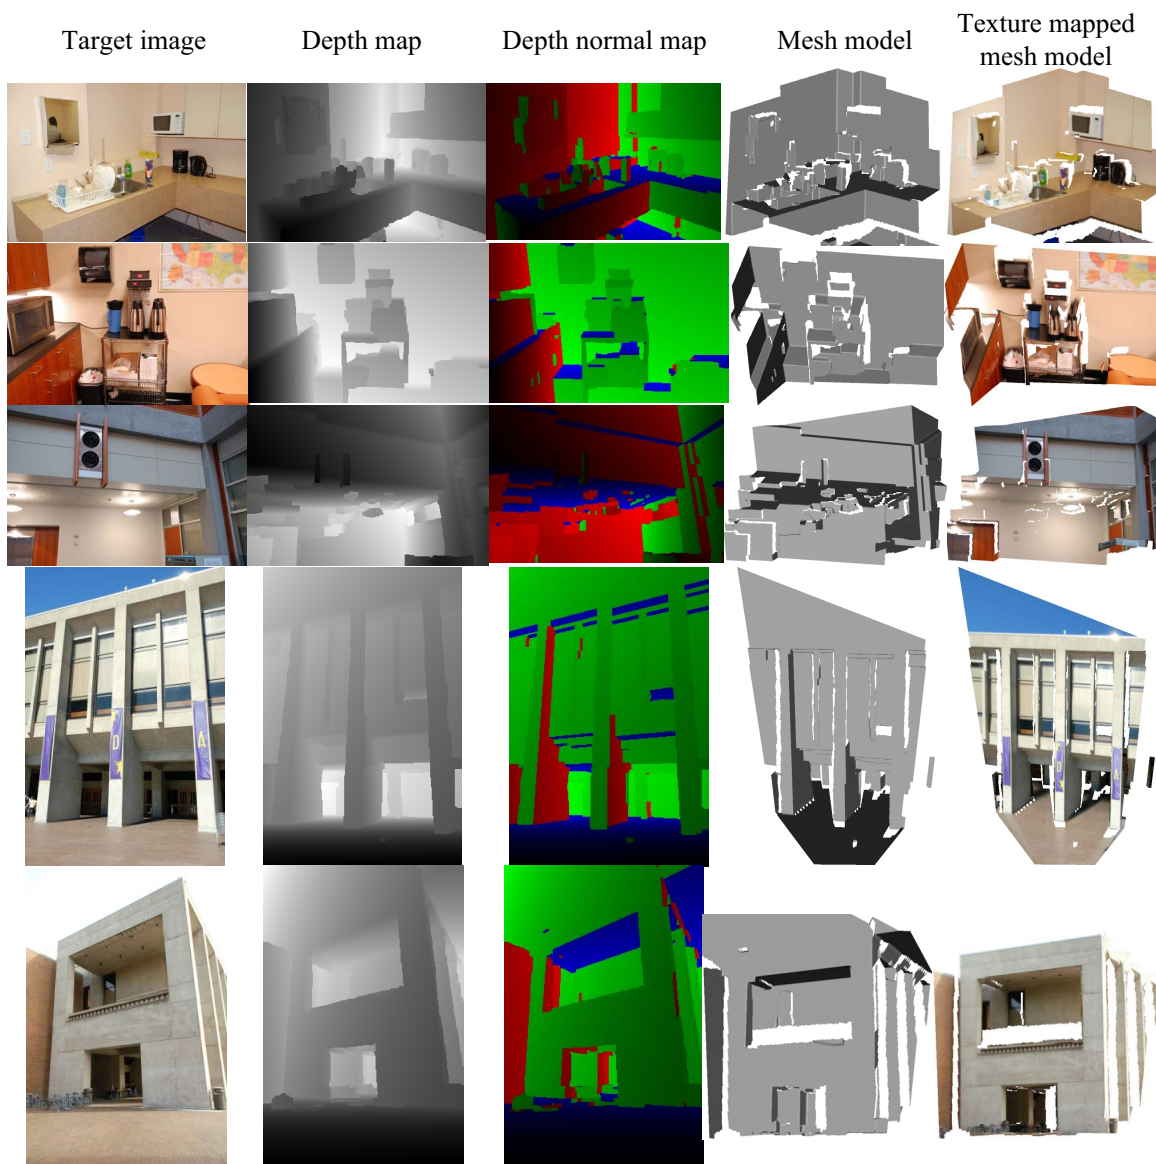 Target image
Depth map
Depth normal map
Mesh model
Texture mapped
mesh model
D
A